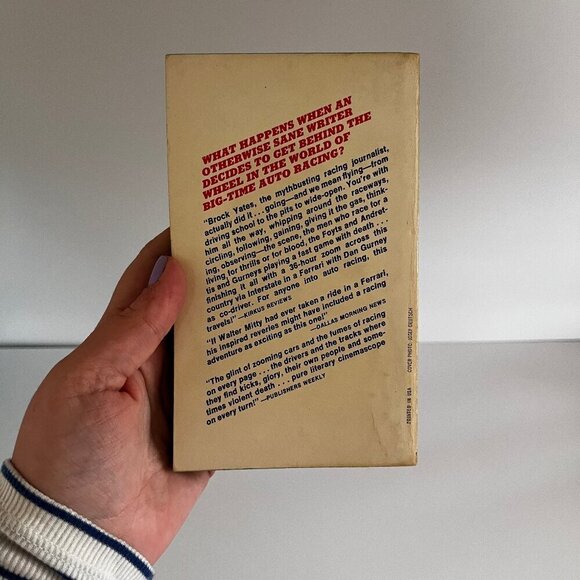 WHAT HAPPENS WHEN AN
OTHERWISE SANE WRITER
DECIDES TO GET BEHIND THE
WHEEL IN THE WORLD OF
BIG-TIME AUTO RACING?
"Brock Yates, the mythbusting racing journalist,
actually did it . . . going—and we mean flying—from
driving school to the pits to wide-open. You're with
him all the way, whipping around the raceways,
circling, following, gaining, giving it the gas, think-
ing, observing—the scene, the men who race for a
living, for thrills or for blood, the Foyts and Andret-
tis and Gurneys playing a last game with death . . .
finishing it all with a 36-hour zoom across this
country via Interstate in a Ferrari with Dan Gurney
as co-driver. For anyone into auto racing, this
travels!" —KIRKUS REVIEWS
"If Walter Mitty had ever taken a ride in a Ferrari,
his inspired reveries might have included a racing
adventure as exciting as this one!"
—DALLAS MORNING NEWS
"The glint of zooming cars and the fumes of racing
on every page . . . the drivers and the tracks where
they find kicks, glory, their own people and some-
times violent death . . . pure literary cinemascope
on every turn!" —PUBLISHERS WEEKLY
PRINTED IN USA
COVER PHOTO: JOSEF DEUTSCH